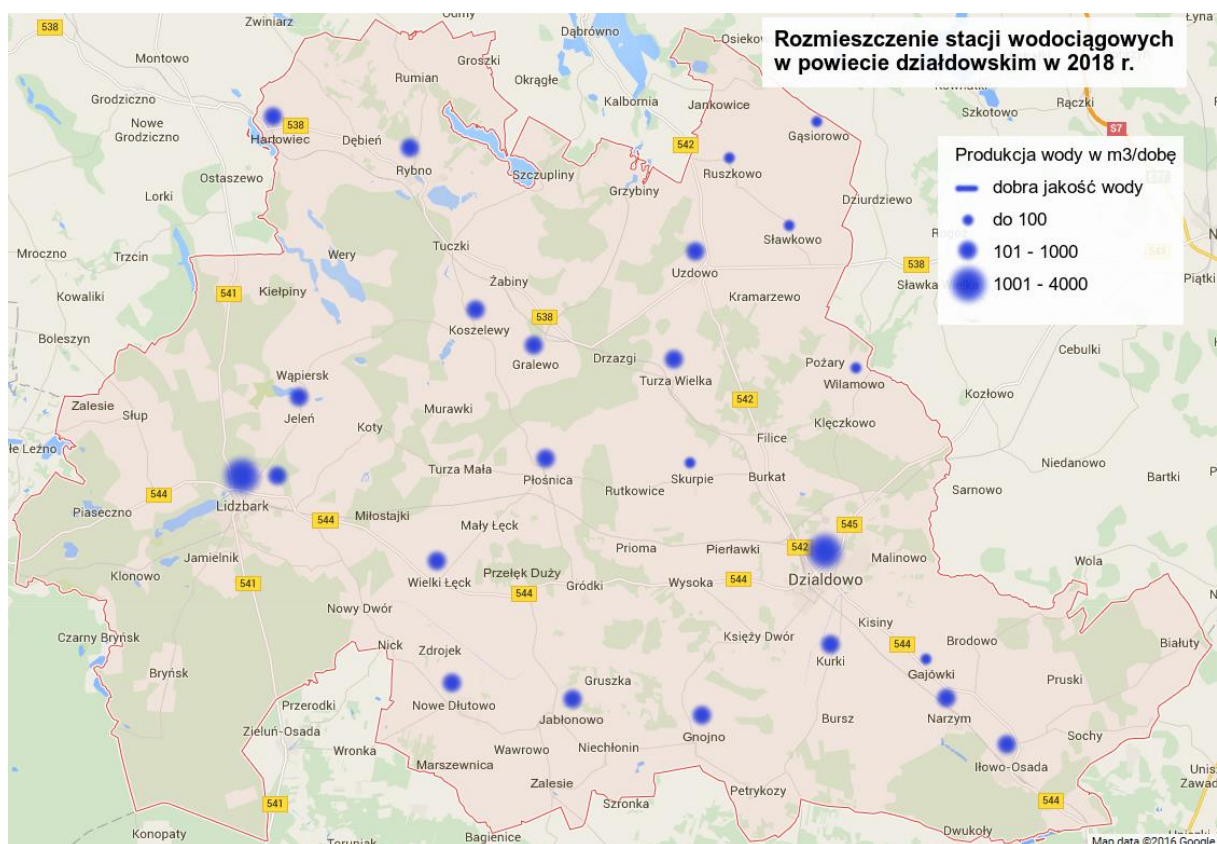 Rozmieszczenie stacji wodociągowych
w powiecie działdowskim w 2018 r.
Produkcja wody w m3/dobę
dobra jakość wody
do 100
101 - 1000
1001 - 4000
538
Zwiniarz
Groszki
Dąbrówno
Łyna
Montowo
Rumian
Okrągłe
Kalbornia
Jankowice
Szkotowo
Rączki
S7
Grodziczno
Nowe
Grodziczno
Hartowiec
538
Dębień
Rybno
Szczupliny
542
Gąsiorowo
Ruszkowo
Ostaszewo
Lorki
Grzybiny
Dziurdziewo
Sławkowo
Mroczno
Trzcin
Wery
Tuczki
Uzdowo
538
Piątki
Kowaliki
541
Kiełpiny
Żabiny
Kramarzewo
Boleszyn
Koszelewy
538
Gralewo
Drzazgi
Turza Wielka
Pożary
Wilamowo
Cebulki
Wąpiersk
Jeleń
Zalesie
Słup
Koty
Murawki
542
Klęczkowo
Kozłowo
Filice
Turza Mała
Płośnica
Rutkowice
Skurpie
Burkat
Niedanowo
Bartki
Sarnowo
544
Lidzbark
Piaseczno
544
Miłostajki
Mały Łęck
545
Jamielnik
Klonowo
541
Wielki Łęck
Przełęk Duży
544
Gródki
Prioma
Pierławki
542
Malinowo
Wola
Wysoka
544
Dzialdowo
Nowy Dwór
Czarny Bryńsk
Bryńsk
Nick
Zdrojek
Księży Dwór
Kisiny
Kurki
544
Brodowo
Białuty
Gajówki
Pruski
Przerodki
Nowe Dłutowo
Gruszka
Jabłonowo
Gnojno
Bursz
Narzym
Zieluń-Osada
Wronka
Wawrowo
Niechłonin
Iłowo-Osada
Sochy
Marszewnica
Zalesie
Szronka
Petrykozy
541
544
Konopaty
Bagienice
Dwukoły
Map data ©2016 Google